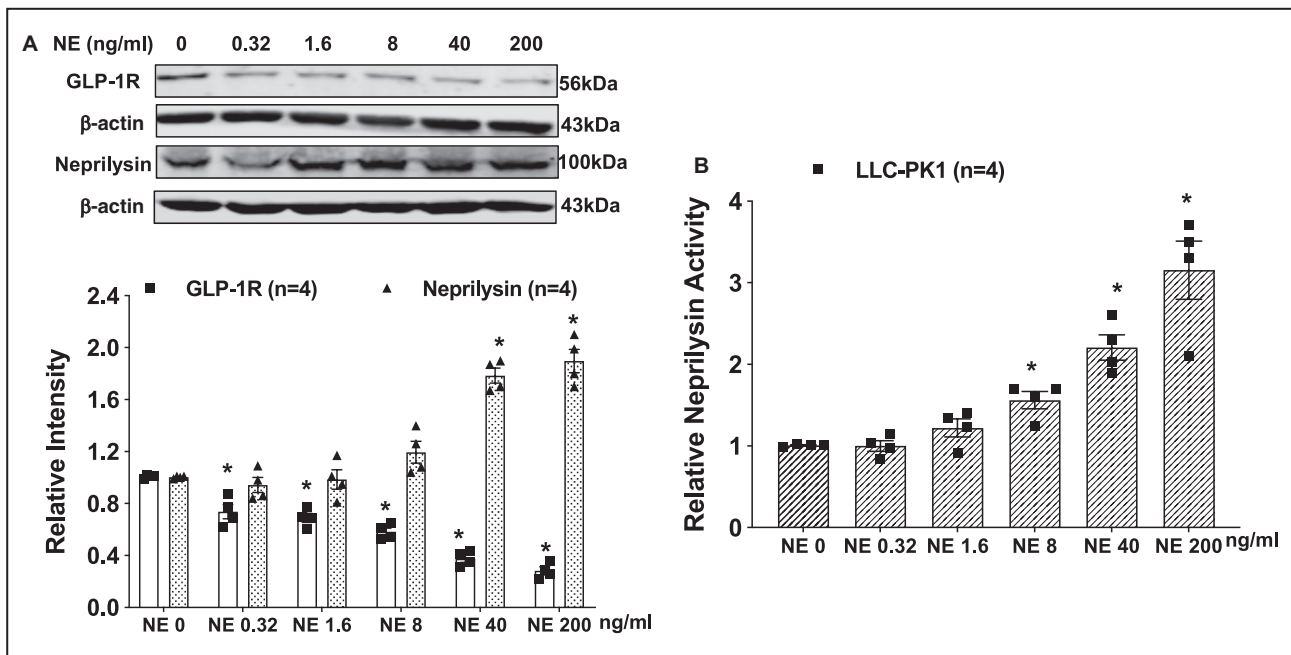 A NE (ng/ml) 0 0.32 1.6 8 40 200
GLP-1R 56kDa
β-actin 43kDa
Neprilysin 100kDa
β-actin 43kDa
GLP-1R (n=4) Neprilysin (n=4)
Relative Intensity
2.4
2.0
1.6
1.2
0.8
0.4
0.0
* * * * * * *
NE 0 NE 0.32 NE 1.6 NE 8 NE 40 NE 200 ng/ml
B LLC-PK1 (n=4)
Relative Neprilysin Activity
4
3
2
1
0
* * *
NE 0 NE 0.32 NE 1.6 NE 8 NE 40 NE 200 ng/ml